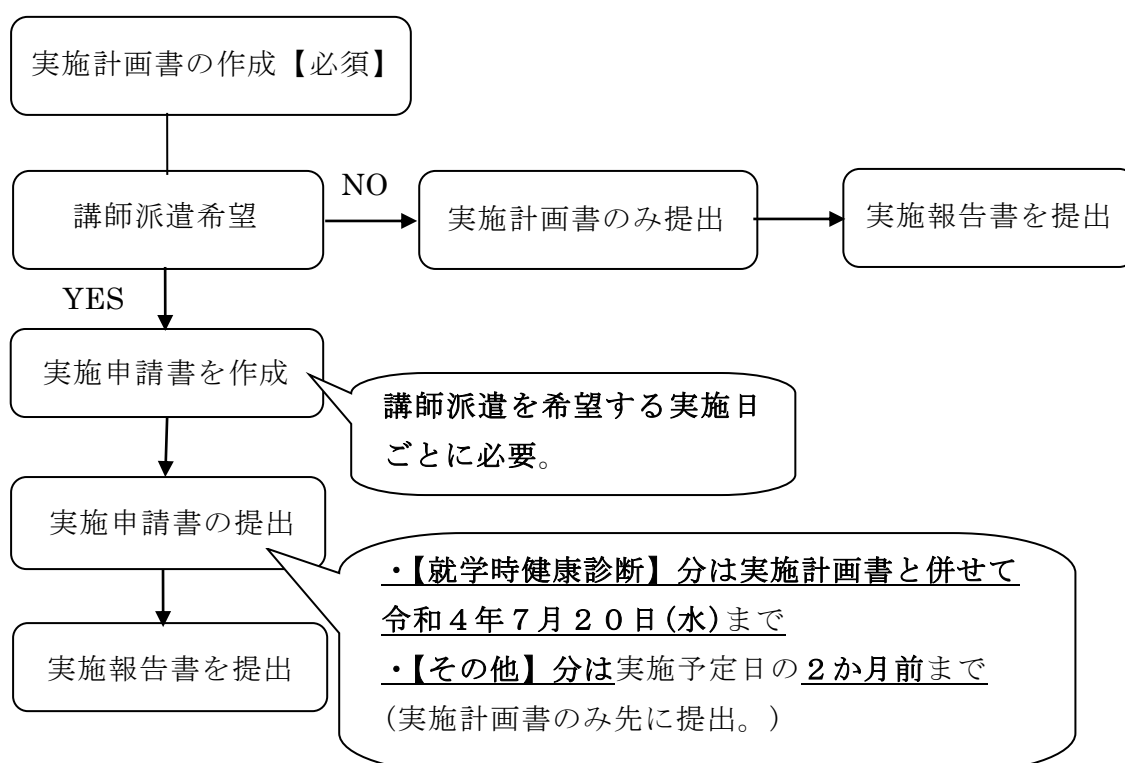 実施計画書の作成【必須】
講師派遣希望
NO
実施計画書のみ提出
実施報告書を提出
YES
実施申請書を作成
講師派遣を希望する実施日
ごとに必要。
実施申請書の提出
・【就学時健康診断】分は実施計画書と併せて
令和４年７月２０日(水)まで
・【その他】分は実施予定日の２か月前まで
(実施計画書のみ先に提出。)
実施報告書を提出